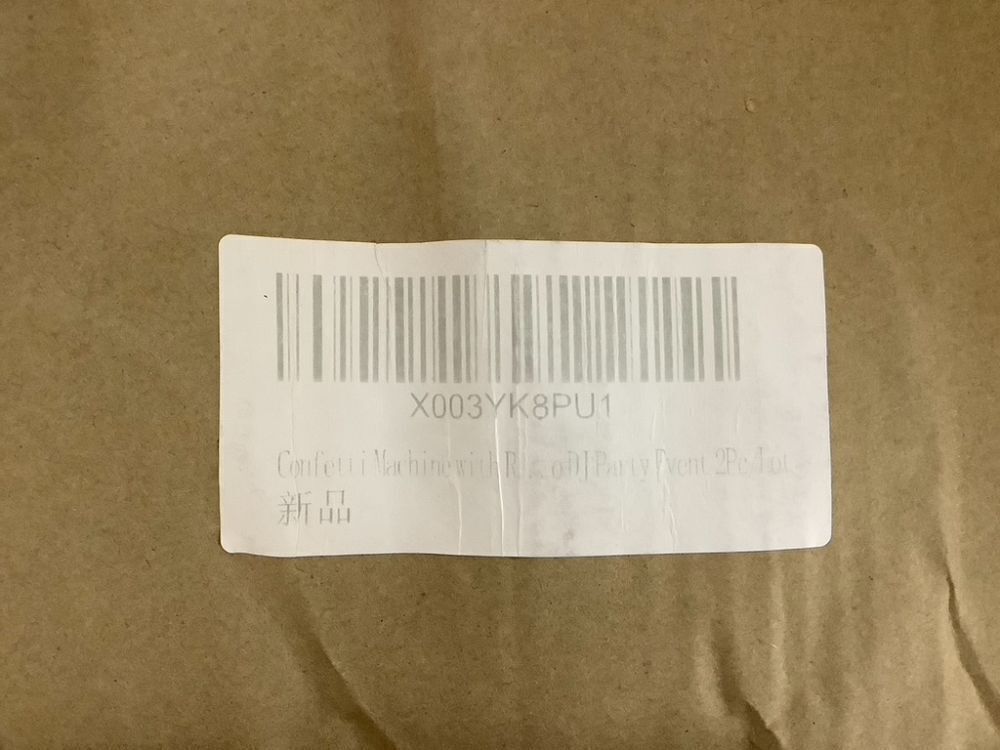 X003YK8PU1
Confetti Machine with DJ Party Event 2Pc/Lot
新品